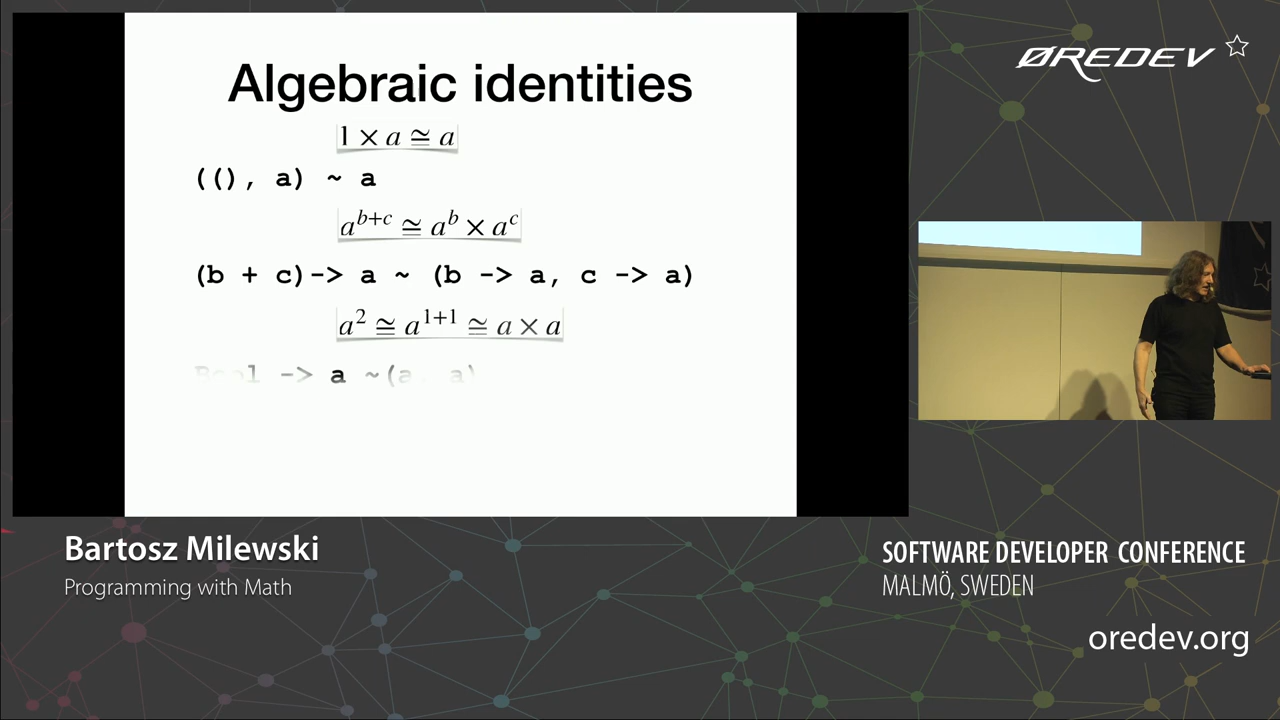 Algebraic identities
1 × a ≅ a
((), a) ~ a
a^{b+c} ≅ a^b × a^c
(b + c)-> a ~ (b -> a, c -> a)
a^2 ≅ a^{1+1} ≅ a × a
Bool -> a ~(a, a)
ØREDEV
Bartosz Milewski
Programming with Math
SOFTWARE DEVELOPER CONFERENCE
MALMÖ, SWEDEN
oredev.org